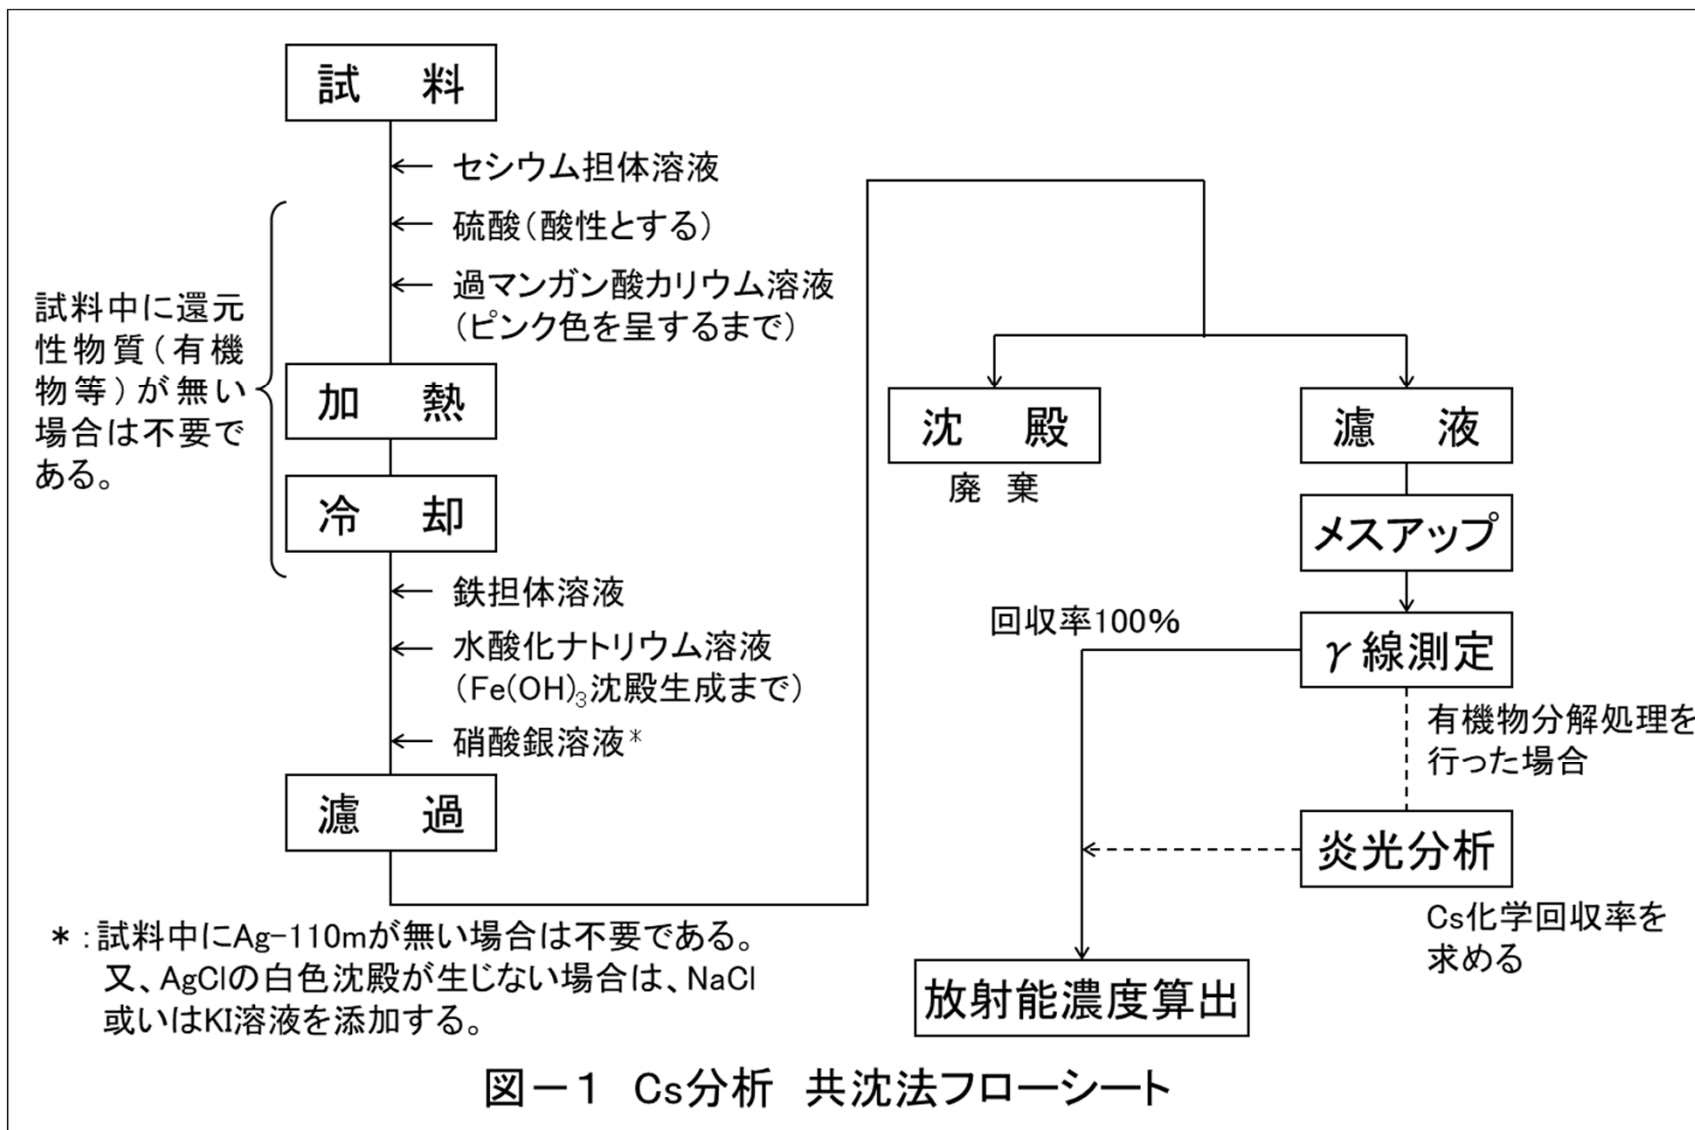 試 料
セシウム担体溶液
硫酸(酸性とする)
過マンガン酸カリウム溶液
(ピンク色を呈するまで)
試料中に還元
性物質(有機
物等)が無い
場合は不要で
ある。
加 熱
冷 却
鉄担体溶液
水酸化ナトリウム溶液
(Fe(OH)₃沈殿生成まで)
硝酸銀溶液*
濾 過
沈 殿
廃 棄
濾 液
メスアップ
γ線測定
回収率100%
有機物分解処理を
行った場合
炎光分析
Cs化学回収率を
求める
放射能濃度算出
*:試料中にAg-110mが無い場合は不要である。
又、AgClの白色沈殿が生じない場合は、NaCl
或いはKI溶液を添加する。
図-1 Cs分析 共沈法フローシート